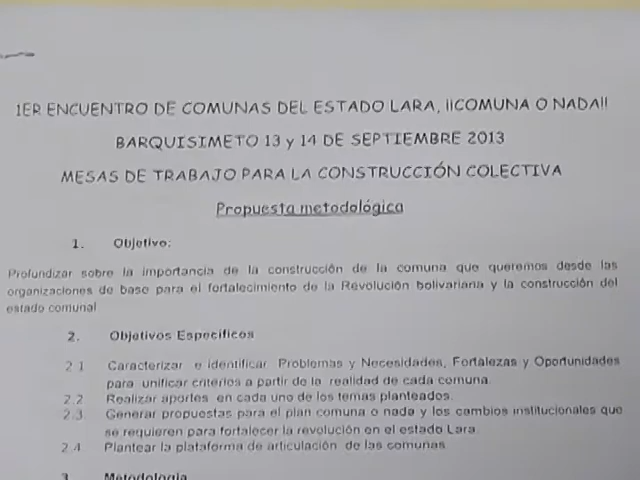 1ER ENCUENTRO DE COMUNAS DEL ESTADO LARA, ¡¡COMUNA O NADA!!
BARQUISIMETO 13 y 14 DE SEPTIEMBRE 2013
MESAS DE TRABAJO PARA LA CONSTRUCCIÓN COLECTIVA
Propuesta metodológica
1. Objetivo:
Profundizar sobre la importancia de la construcción de la comuna que queremos desde las
organizaciones de base para el fortalecimiento de la Revolución bolivariana y la construcción del
estado comunal
2. Objetivos Especificos
2.1 Caracterizar e identificar Problemas y Necesidades, Fortalezas y Oportunidades
para unificar criterios a partir de la realidad de cada comuna.
2.2 Realizar aportes en cada uno de los temas planteados.
2.3 Generar propuestas para el plan comuna o nada y los cambios institucionales que
se requieren para fortalecer la revolución en el estado Lara.
2.4 Plantear la plataforma de articulación de las comunas
3. Metodologia